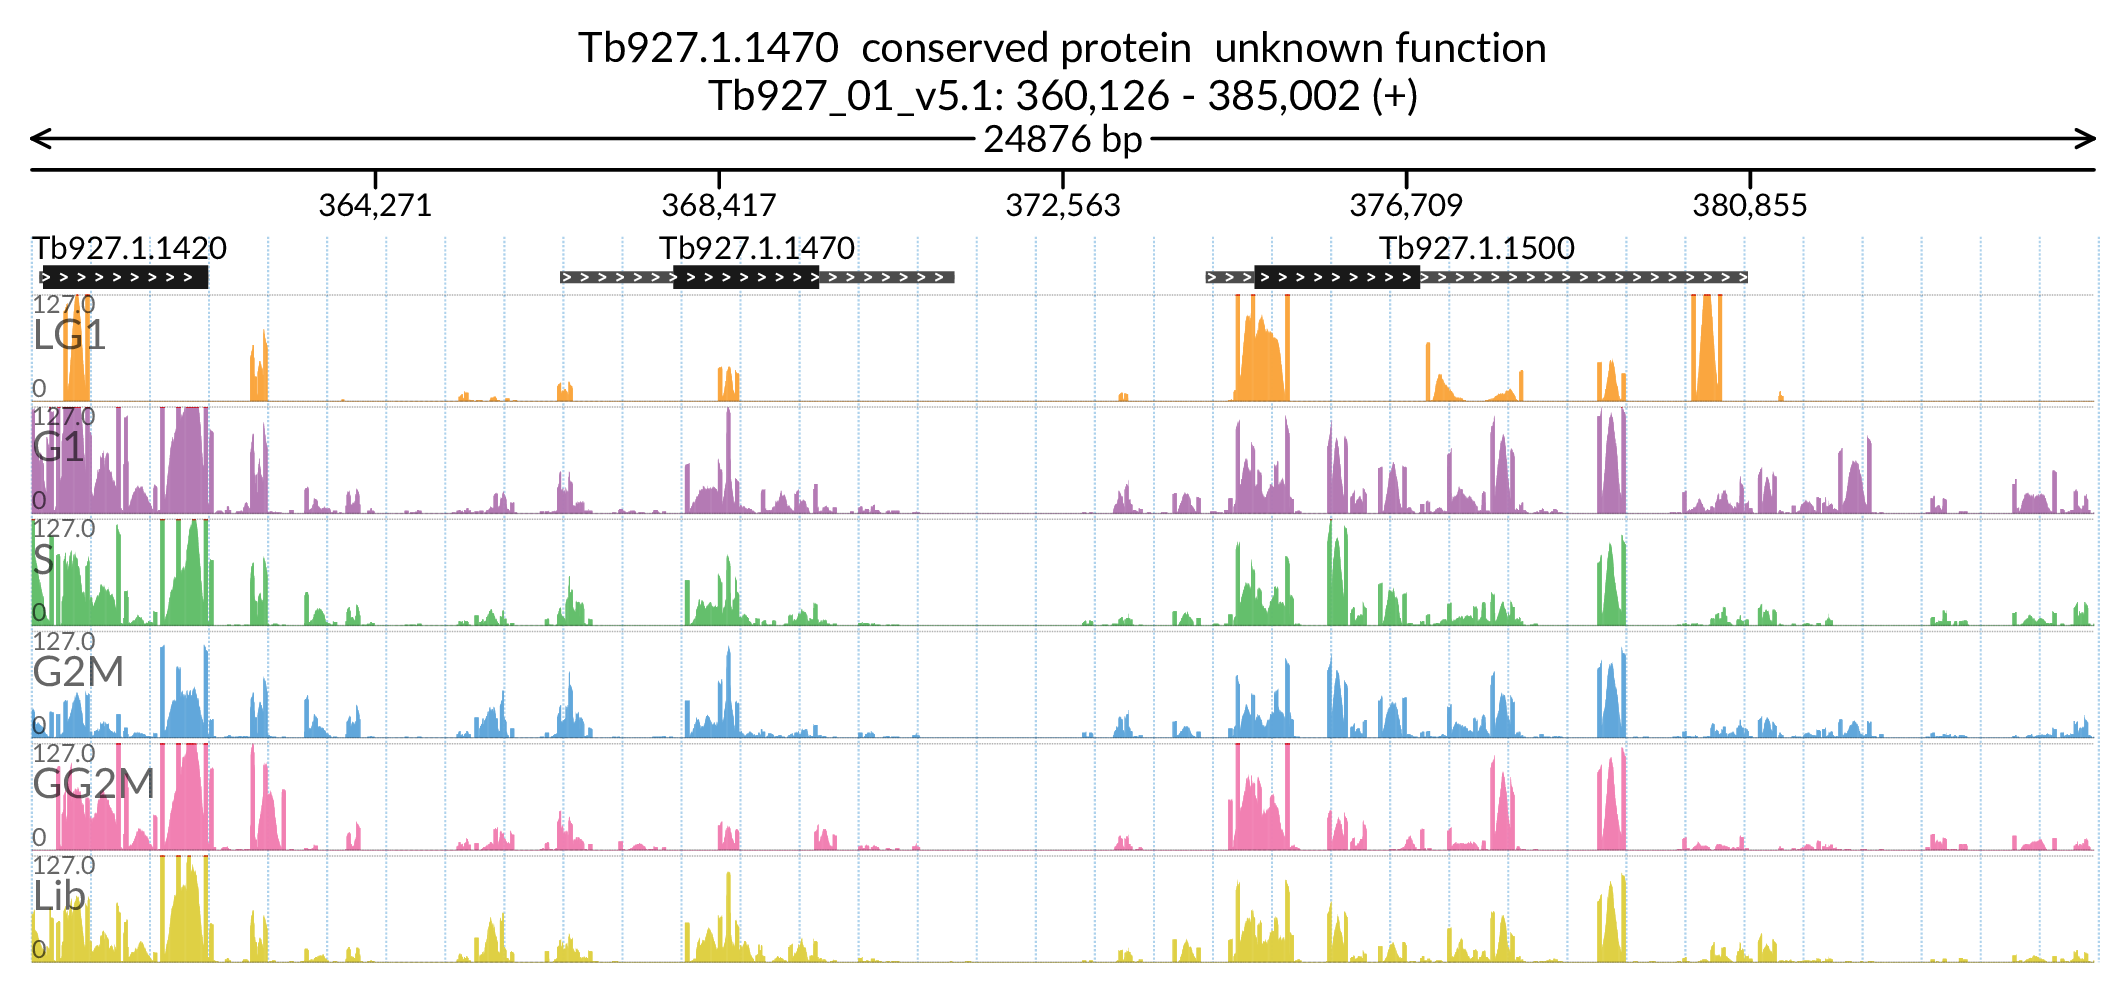 Tb927.1.1470 conserved protein unknown function
Tb927_01_v5.1: 360,126 - 385,002 (+)
24876 bp
364,271 368,417 372,563 376,709 380,855
Tb927.1.1420 Tb927.1.1470 Tb927.1.1500
127.0
LG1
0
127.0
G1
0
127.0
S
0
127.0
G2M
0
127.0
GG2M
0
127.0
Lib
0